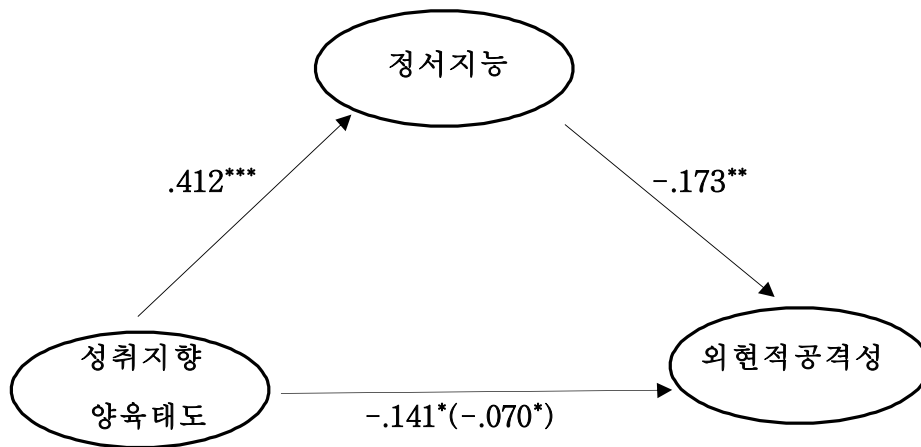 정서지능
.412***
-.173**
성취지향
양육태도
외현적공격성
-.141*(-.070*)